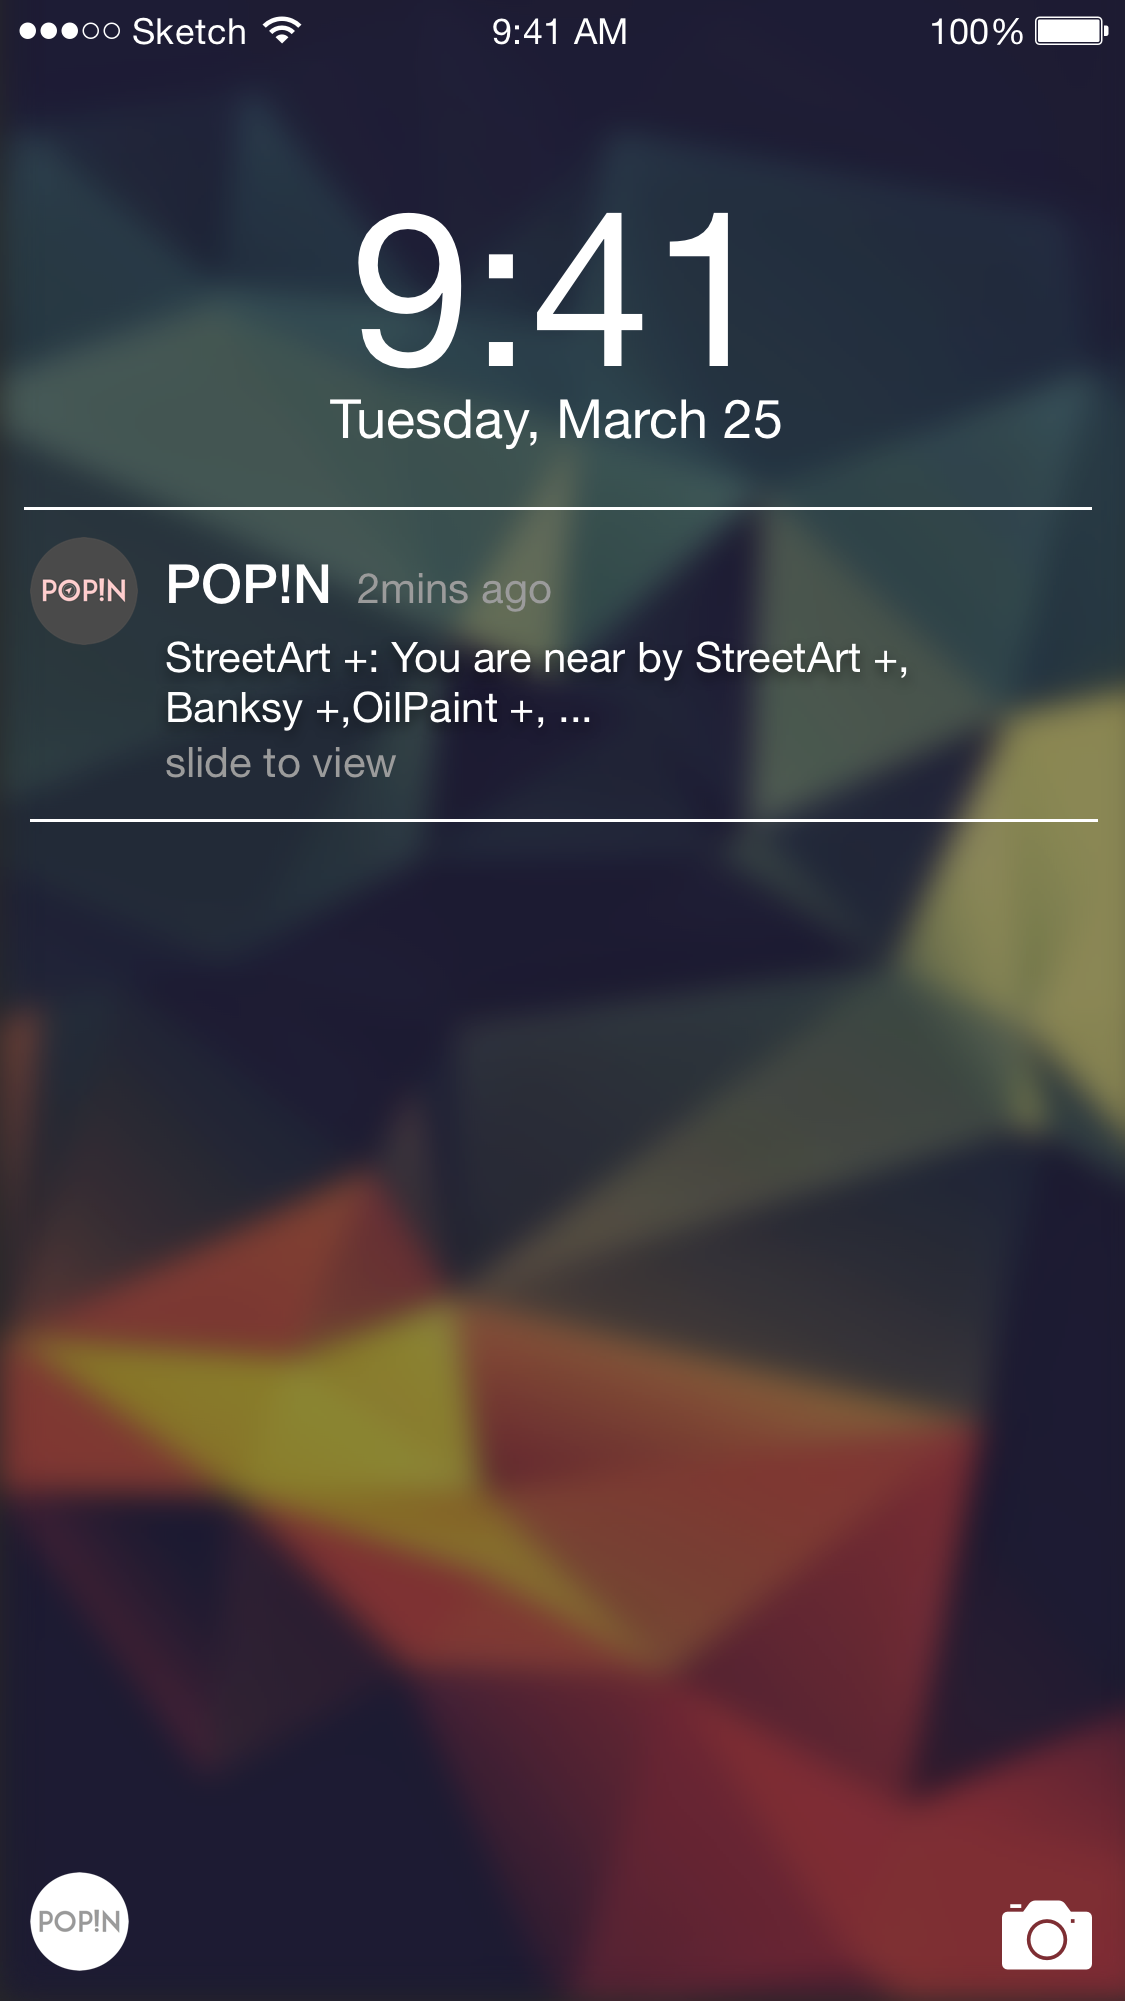 Sketch 9:41 AM 100%
9:41
Tuesday, March 25
POP!N POP!N 2mins ago
StreetArt +: You are near by StreetArt +,
Banksy +,OilPaint +, ...
slide to view
POP!N